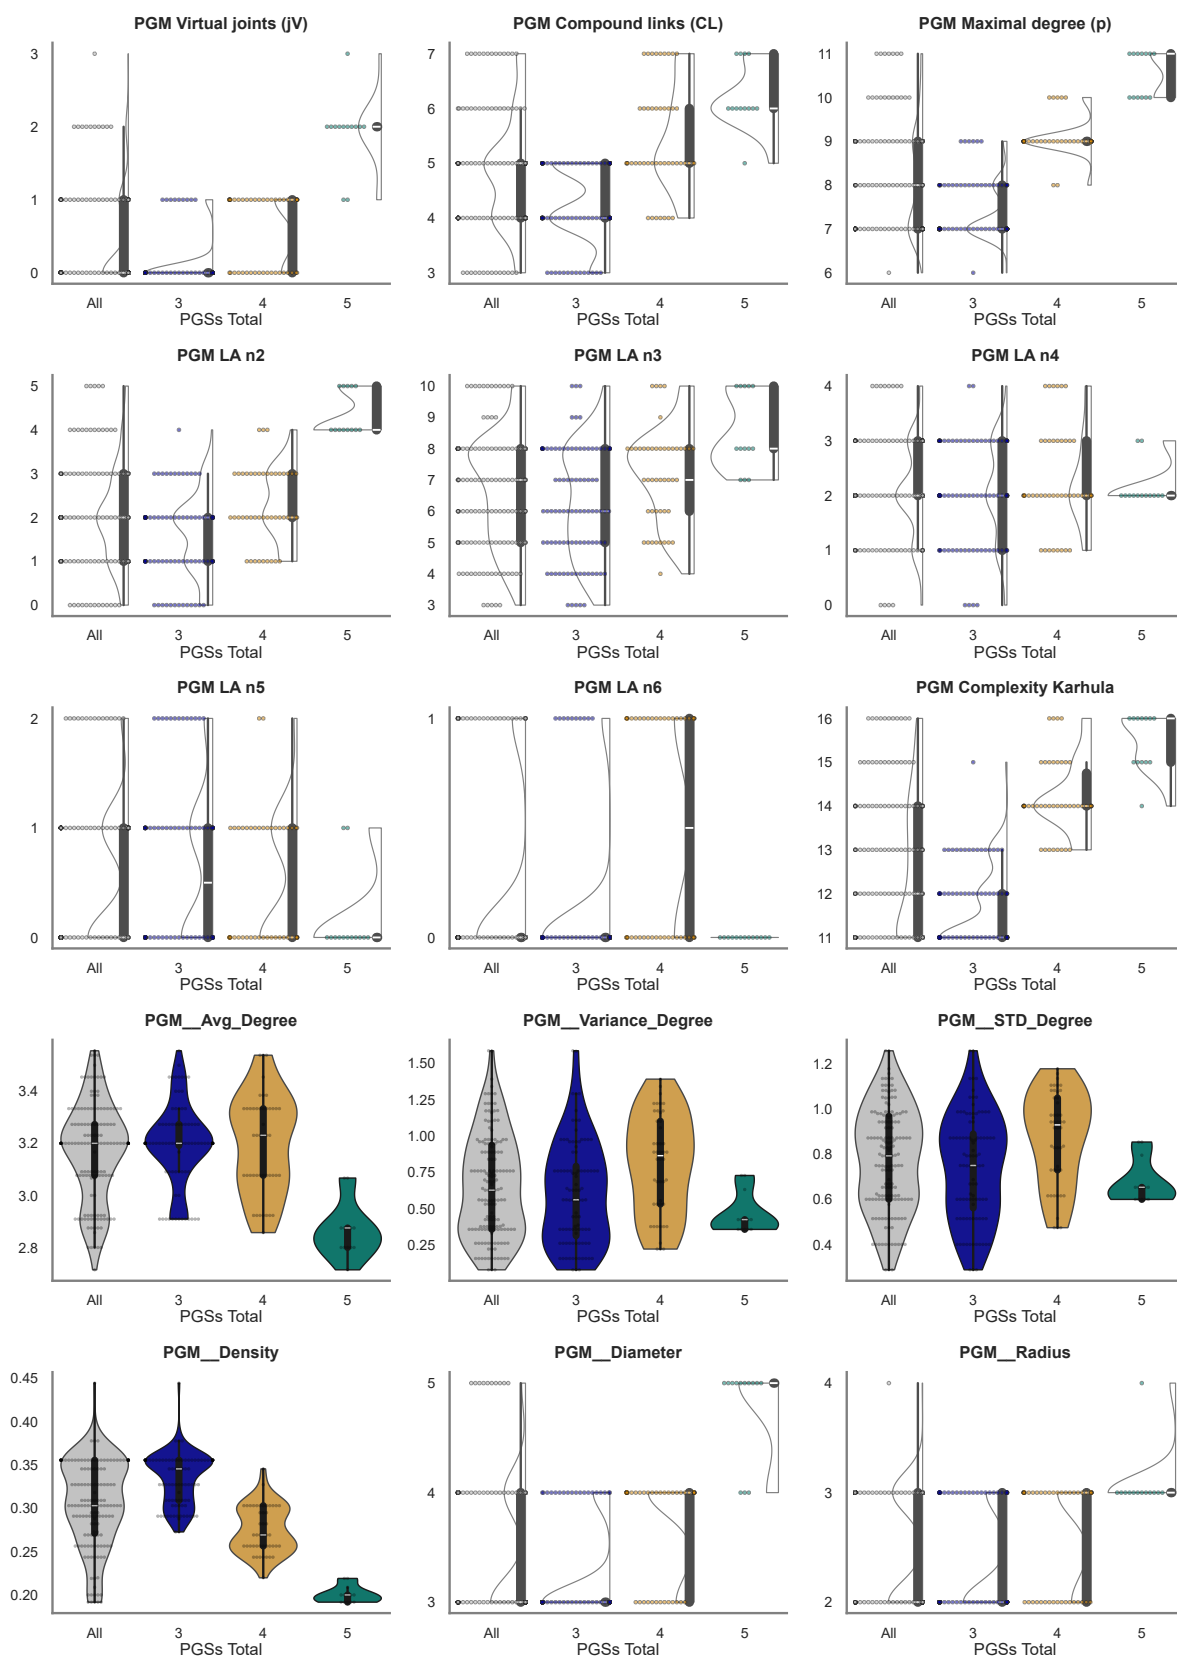 PGM Virtual joints (jV)
3
2
1
0
All 3 4 5
PGSs Total
PGM Compound links (CL)
7
6
5
4
3
All 3 4 5
PGSs Total
PGM Maximal degree (p)
11
10
9
8
7
6
All 3 4 5
PGSs Total
PGM LA n2
5
4
3
2
1
0
All 3 4 5
PGSs Total
PGM LA n3
10
9
8
7
6
5
4
3
All 3 4 5
PGSs Total
PGM LA n4
4
3
2
1
0
All 3 4 5
PGSs Total
PGM LA n5
2
1
0
All 3 4 5
PGSs Total
PGM LA n6
1
0
All 3 4 5
PGSs Total
PGM Complexity Karhula
16
15
14
13
12
11
All 3 4 5
PGSs Total
PGM__Avg_Degree
3.4
3.2
3.0
2.8
All 3 4 5
PGSs Total
PGM__Variance_Degree
1.50
1.25
1.00
0.75
0.50
0.25
All 3 4 5
PGSs Total
PGM__STD_Degree
1.2
1.0
0.8
0.6
0.4
All 3 4 5
PGSs Total
PGM__Density
0.45
0.40
0.35
0.30
0.25
0.20
All 3 4 5
PGSs Total
PGM__Diameter
5
4
3
All 3 4 5
PGSs Total
PGM__Radius
4
3
2
All 3 4 5
PGSs Total